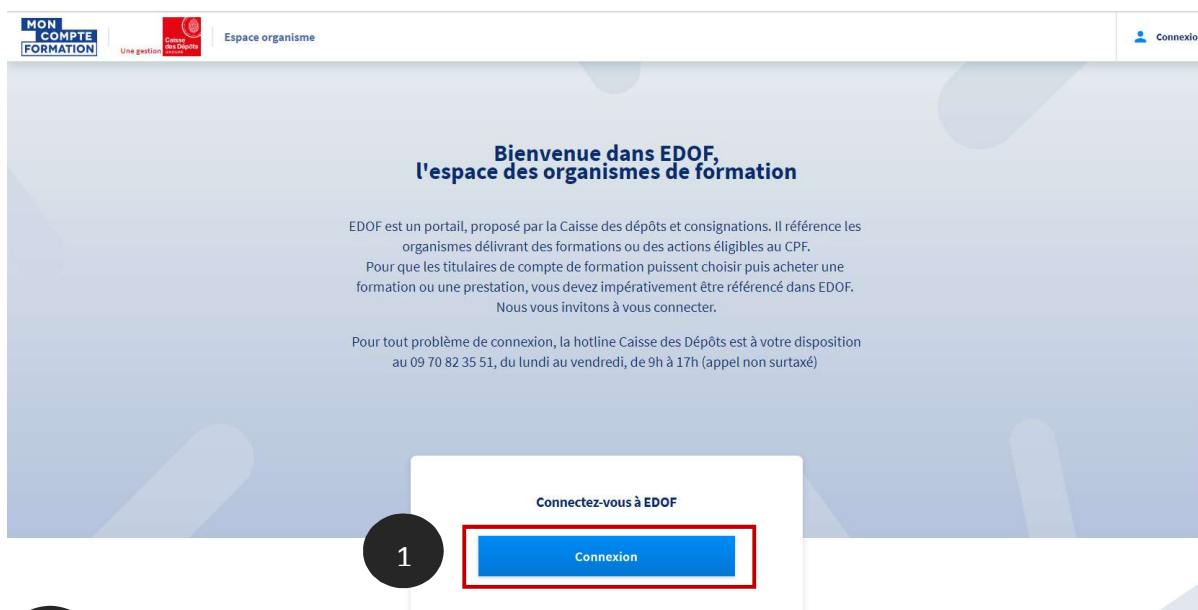 MON
COMPTE
FORMATION
Une gestion
Caisse
des Dépôts
GROUPE
Espace organisme
Connexio
Bienvenue dans EDOF,
l'espace des organismes de formation
EDOF est un portail, proposé par la Caisse des dépôts et consignations. Il référence les
organismes délivrant des formations ou des actions éligibles au CPF.
Pour que les titulaires de compte de formation puissent choisir puis acheter une
formation ou une prestation, vous devez impérativement être référencé dans EDOF.
Nous vous invitons à vous connecter.
Pour tout problème de connexion, la hotline Caisse des Dépôts est à votre disposition
au 09 70 82 35 51, du lundi au vendredi, de 9h à 17h (appel non surtaxé)
Connectez-vous à EDOF
1
Connexion